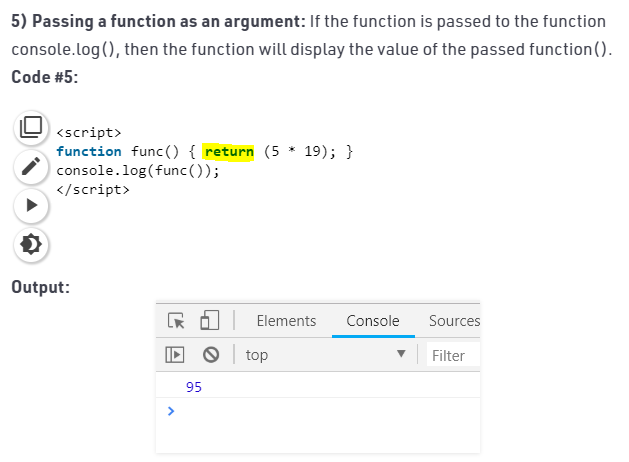 5) Passing a function as an argument: If the function is passed to the function
console.log(), then the function will display the value of the passed function().
Code #5:
<script>
function func() { return (5 * 19); }
console.log(func());
</script>
Output:
Elements Console Sources
top Filter
95